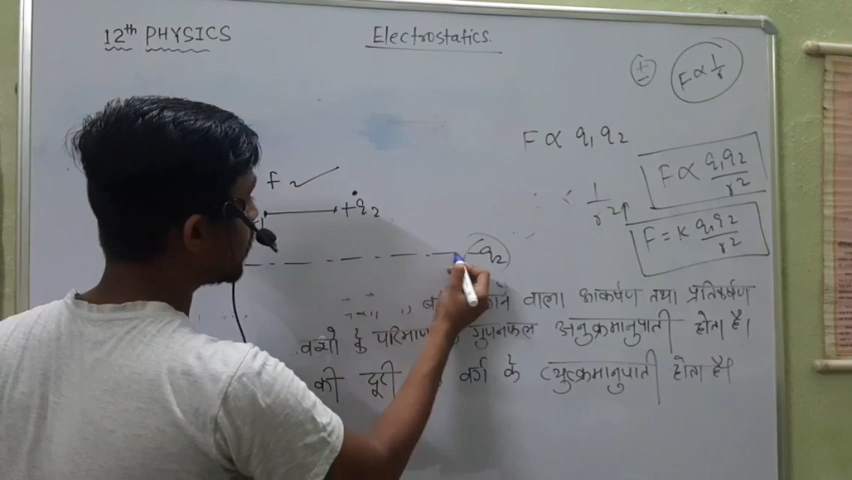 12th PHYSICS
Electrostatics.
±
F ∝ 1/r
F ∝ q₁q₂
F ∝ q₁q₂/r²
1/r²↑
F = K q₁q₂/r²
F ✓
+q₂
-q₂
वाला आकर्षण तथा प्रतिकर्षण
के परिमाण गुणनफल अनुक्रमानुपाती होता है।
की दूरी वर्ग के व्युत्क्रमानुपाती होता है।